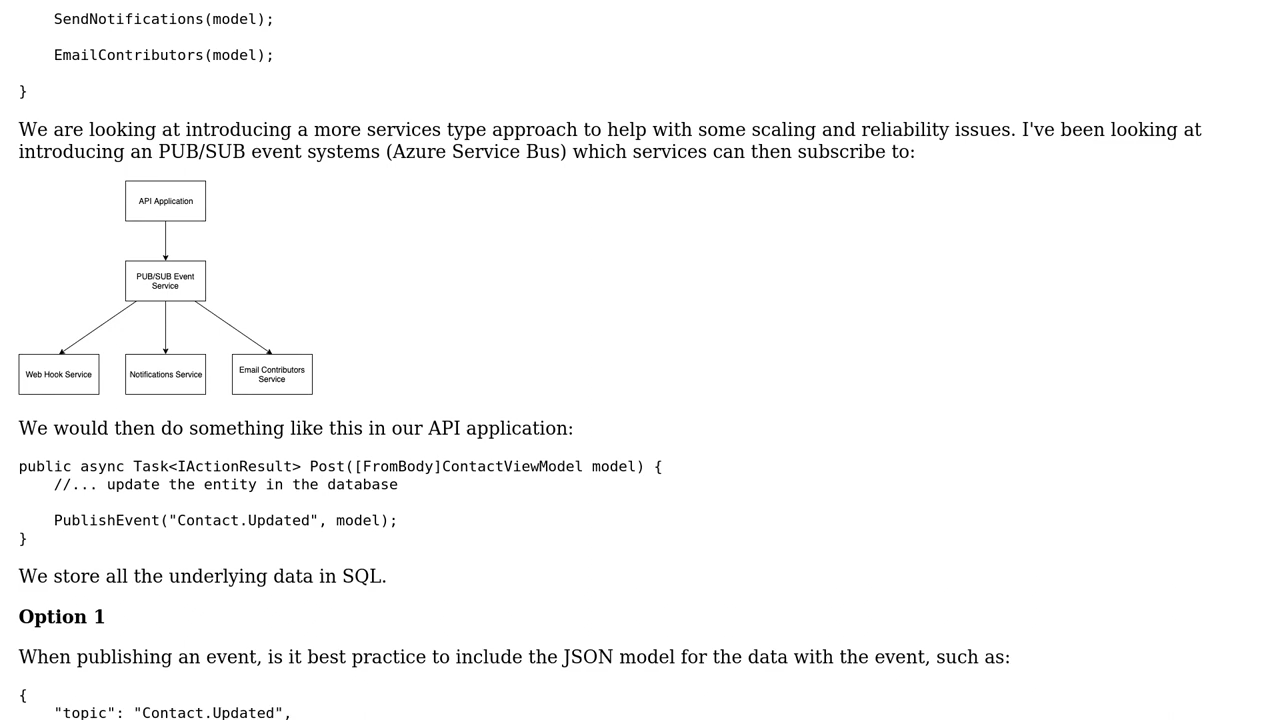 SendNotifications(model);
    EmailContributors(model);
}
We are looking at introducing a more services type approach to help with some scaling and reliability issues. I've been looking at
introducing an PUB/SUB event systems (Azure Service Bus) which services can then subscribe to:
API Application
PUB/SUB Event
Service
Web Hook Service
Notifications Service
Email Contributors
Service
We would then do something like this in our API application:
public async Task<IActionResult> Post([FromBody]ContactViewModel model) {
    //... update the entity in the database
    PublishEvent("Contact.Updated", model);
}
We store all the underlying data in SQL.
Option 1
When publishing an event, is it best practice to include the JSON model for the data with the event, such as:
{
    "topic": "Contact.Updated",